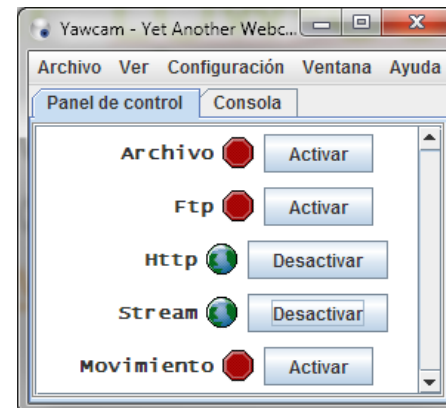 Yawcam - Yet Another Webc...
Archivo Ver Configuración Ventana Ayuda
Panel de control Consola
Archivo Activar
Ftp Activar
Http Desactivar
Stream Desactivar
Movimiento Activar